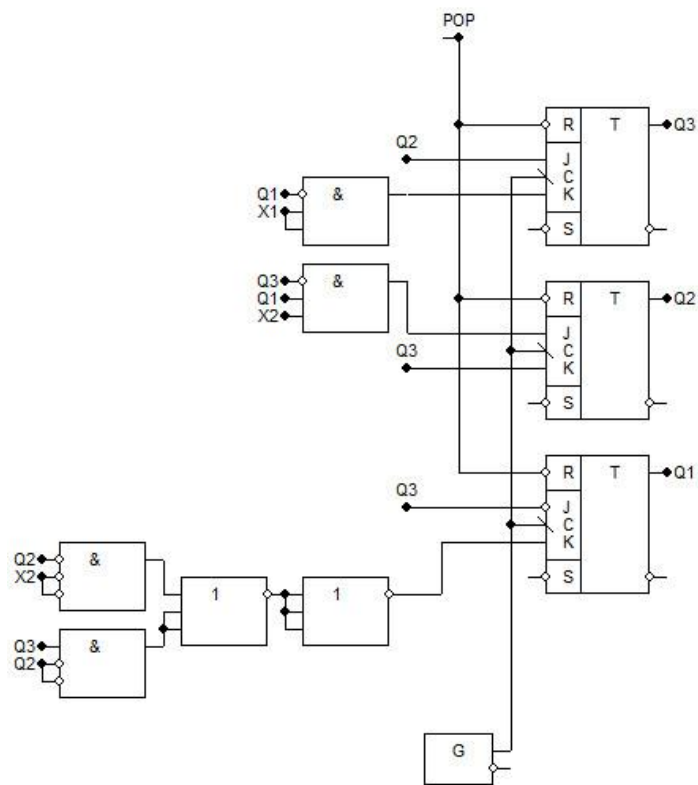 POP
R T Q3
Q2 J
C
Q1 & K
X1
S
Q3 & R T Q2
Q1
X2 J
Q3 C
K
S
R T Q1
Q3 J
C
K
Q2 & S
X2
1 1
Q3 &
Q2
G